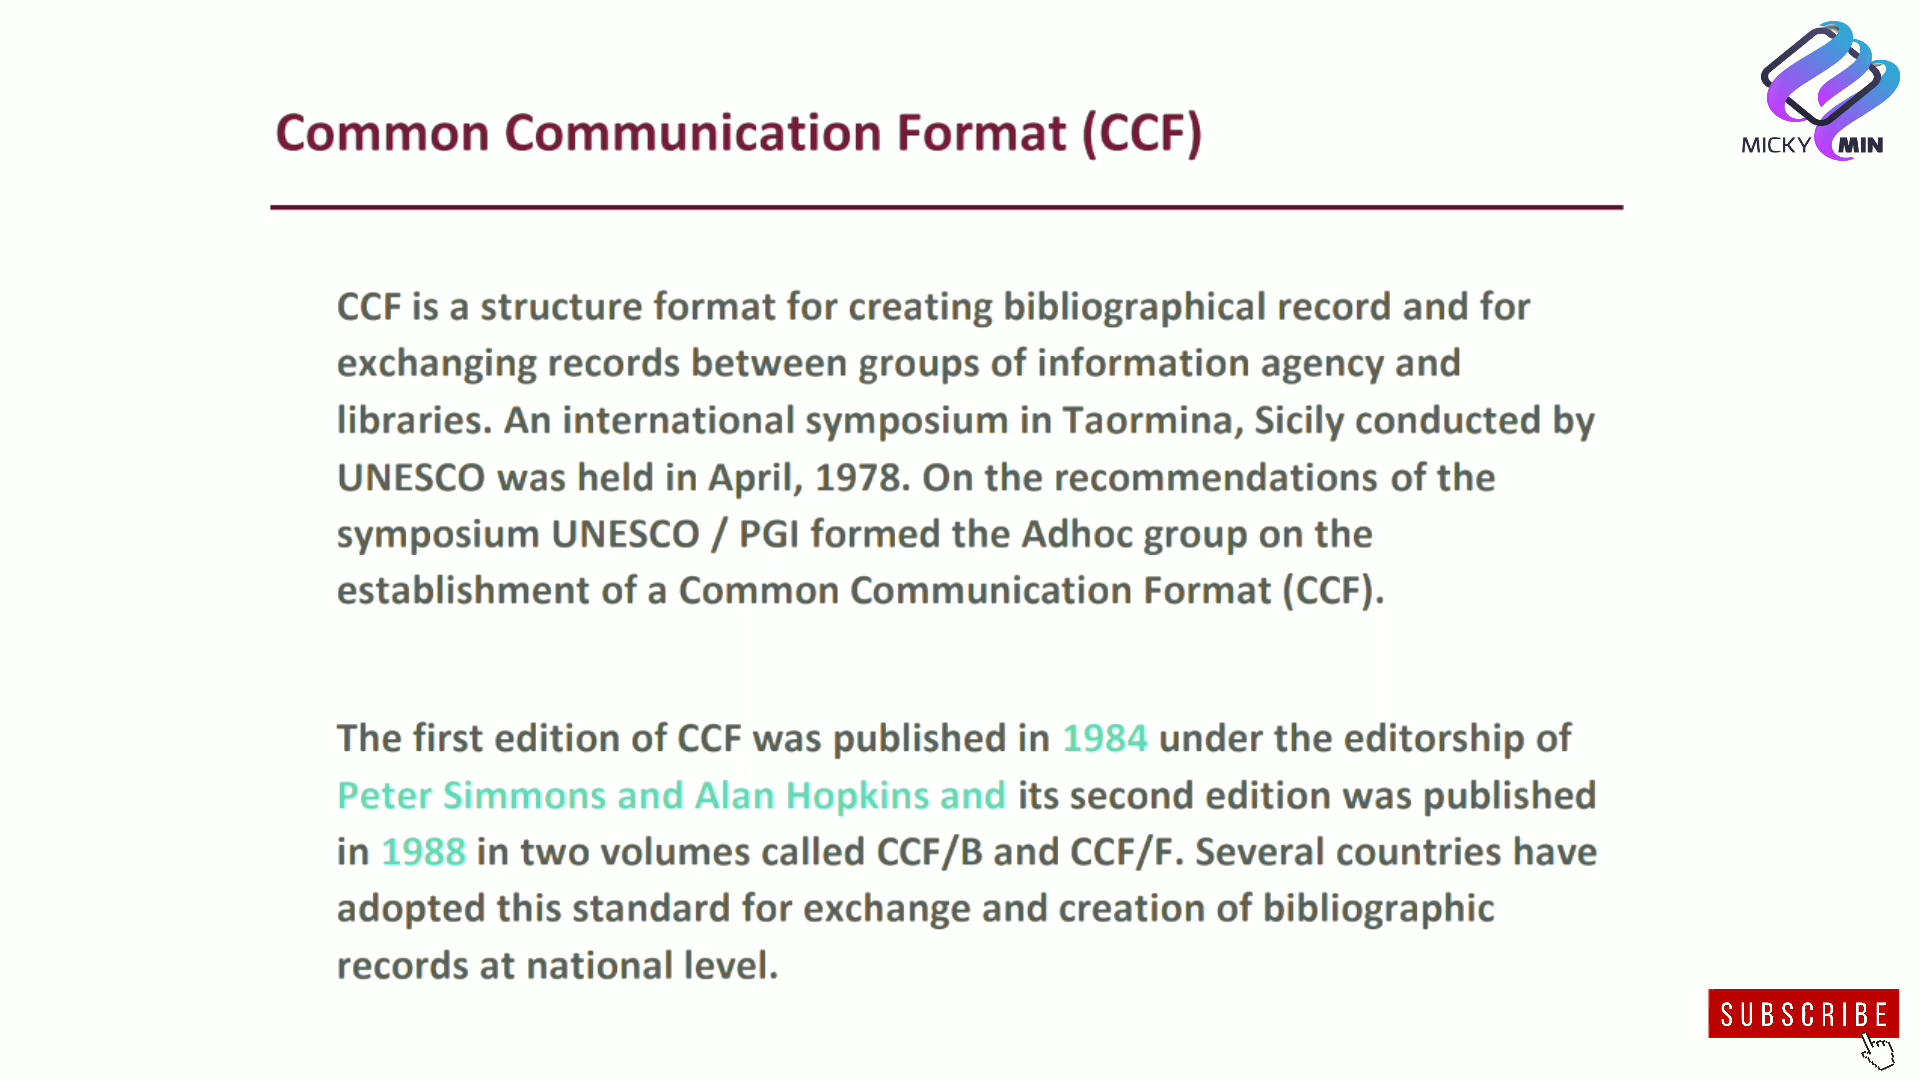 Common Communication Format (CCF)
MICKY MIN
CCF is a structure format for creating bibliographical record and for
exchanging records between groups of information agency and
libraries. An international symposium in Taormina, Sicily conducted by
UNESCO was held in April, 1978. On the recommendations of the
symposium UNESCO / PGI formed the Adhoc group on the
establishment of a Common Communication Format (CCF).
The first edition of CCF was published in 1984 under the editorship of
Peter Simmons and Alan Hopkins and its second edition was published
in 1988 in two volumes called CCF/B and CCF/F. Several countries have
adopted this standard for exchange and creation of bibliographic
records at national level.
SUBSCRIBE